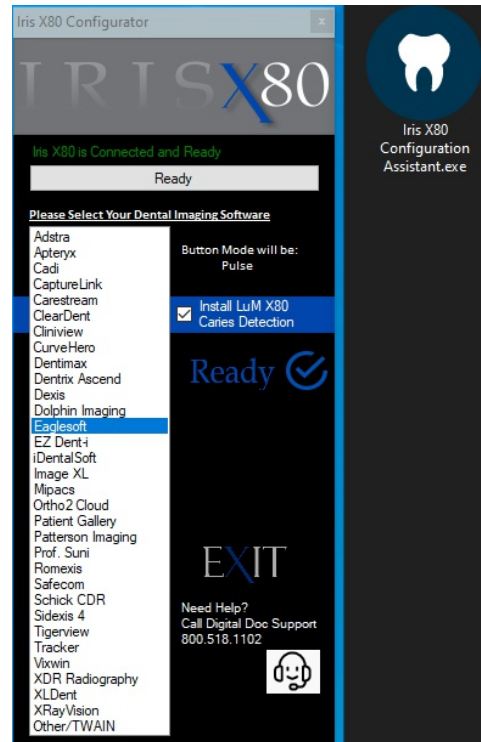 Iris X80 Configurator
x
IRISX80
Iris X80 is Connected and Ready
Ready
Please Select Your Dental Imaging Software
Adstra
Apteryx
Cadi
CaptureLink
Carestream
ClearDent
Cliniview
CurveHero
Dentimax
Dentrix Ascend
Dexis
Dolphin Imaging
Eaglesoft
EZ Dent-i
iDentalSoft
Image XL
Mipacs
Ortho2 Cloud
Patient Gallery
Patterson Imaging
Prof. Suni
Romexis
Safecom
Schick CDR
Sidexis 4
Tigerview
Tracker
Vixwin
XDR Radiography
XLDent
XRayVision
Other/TWAIN
Button Mode will be:
Pulse
Install LuM X80
Caries Detection
Ready
EXIT
Need Help?
Call Digital Doc Support
800.518.1102
Iris X80
Configuration
Assistant.exe